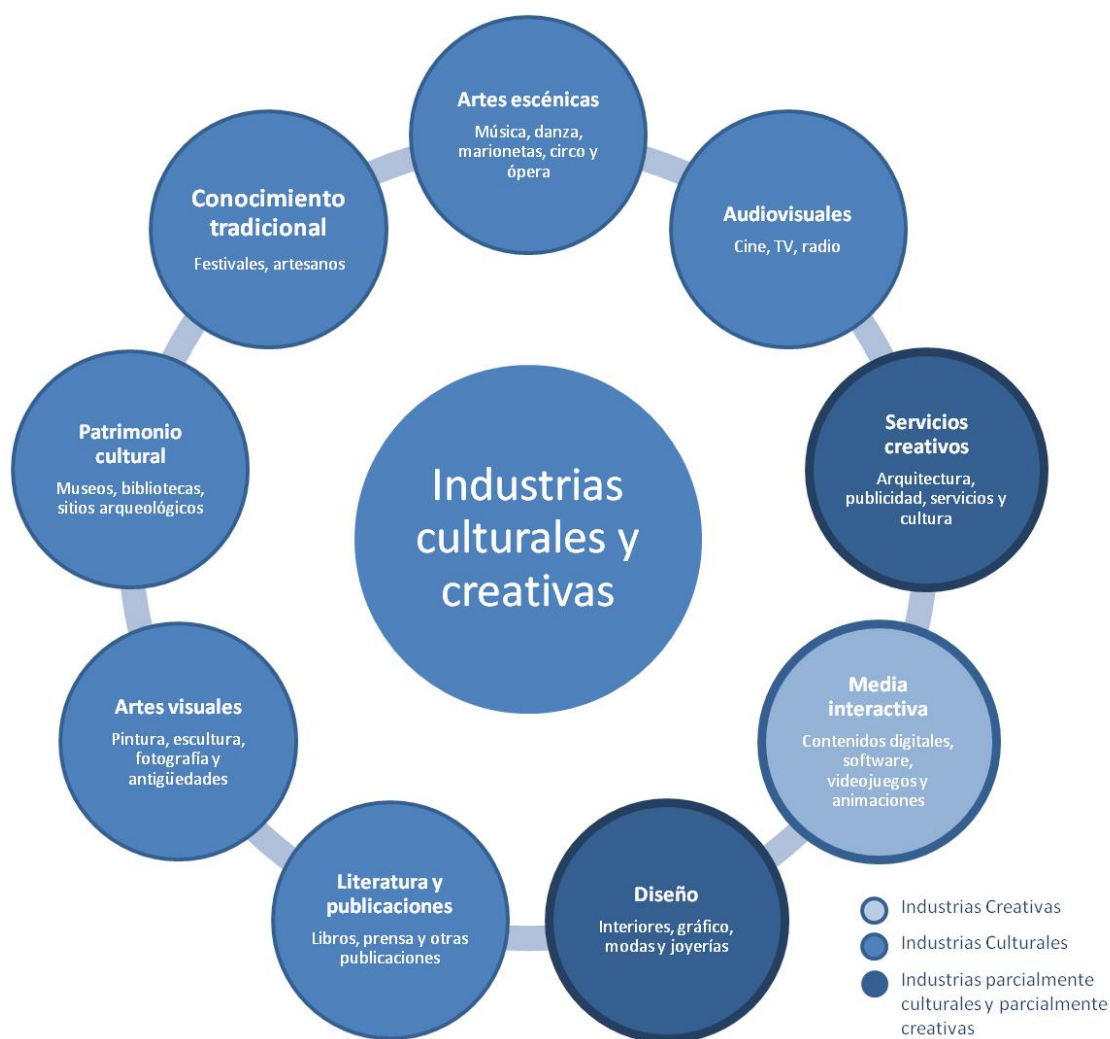 Artes escénicas
Música, danza,
marionetas, circo y
ópera
Audiovisuales
Cine, TV, radio
Servicios
creativos
Arquitectura,
publicidad, servicios y
cultura
Media
interactiva
Contenidos digitales,
software,
videojuegos y
animaciones
Diseño
Interiores, gráfico,
modas y joyerías
Literatura y
publicaciones
Libros, prensa y otras
publicaciones
Artes visuales
Pintura, escultura,
fotografía y
antigüedades
Patrimonio
cultural
Museos, bibliotecas,
sitios arqueológicos
Conocimiento
tradicional
Festivales, artesanos
Industrias
culturales y
creativas
Industrias Creativas
Industrias Culturales
Industrias parcialmente
culturales y parcialmente
creativas